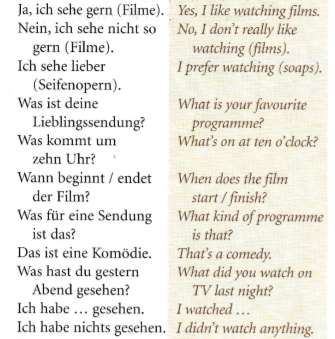 Ja, ich sehe gern (Filme). Yes, I like watching films.
Nein, ich sehe nicht so No, I don't really like
gern (Filme). watching (films).
Ich sehe lieber I prefer watching (soaps).
(Seifenopern).
Was ist deine What is your favourite
Lieblingssendung? programme?
Was kommt um What's on at ten o'clock?
zehn Uhr?
Wann beginnt / endet When does the film
der Film? start / finish?
Was für eine Sendung What kind of programme
ist das? is that?
Das ist eine Komödie. That's a comedy.
Was hast du gestern What did you watch on
Abend gesehen? TV last night?
Ich habe ... gesehen. I watched ...
Ich habe nichts gesehen. I didn't watch anything.